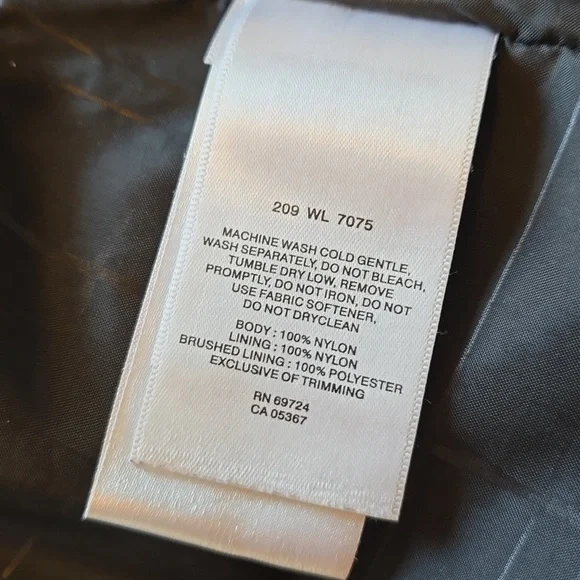 209 WL 7075
MACHINE WASH COLD GENTLE,
WASH SEPARATELY, DO NOT BLEACH,
TUMBLE DRY LOW, REMOVE
PROMPTLY, DO NOT IRON, DO NOT
USE FABRIC SOFTENER,
DO NOT DRYCLEAN
BODY : 100% NYLON
LINING : 100% NYLON
BRUSHED LINING : 100% POLYESTER
EXCLUSIVE OF TRIMMING
RN 69724
CA 05367